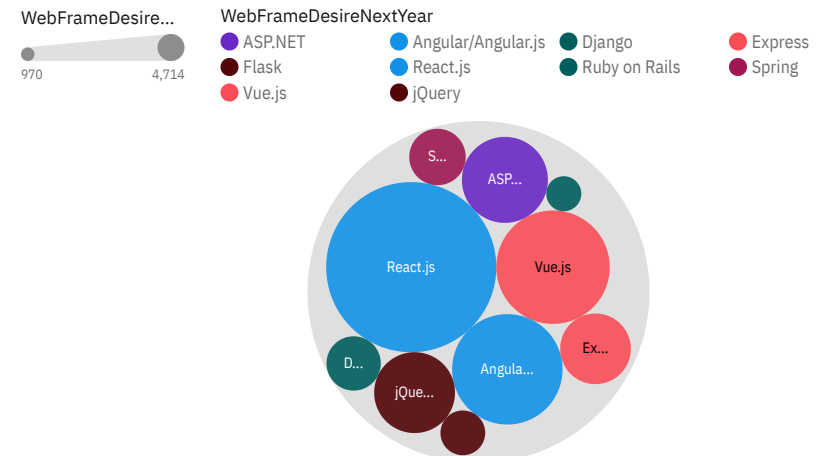 WebFrameDesire...
970 4,714
WebFrameDesireNextYear
ASP.NET Angular/Angular.js Django Express
Flask React.js Ruby on Rails Spring
Vue.js jQuery
S...
ASP...
React.js
Vue.js
Ex...
D...
Angula...
jQue...